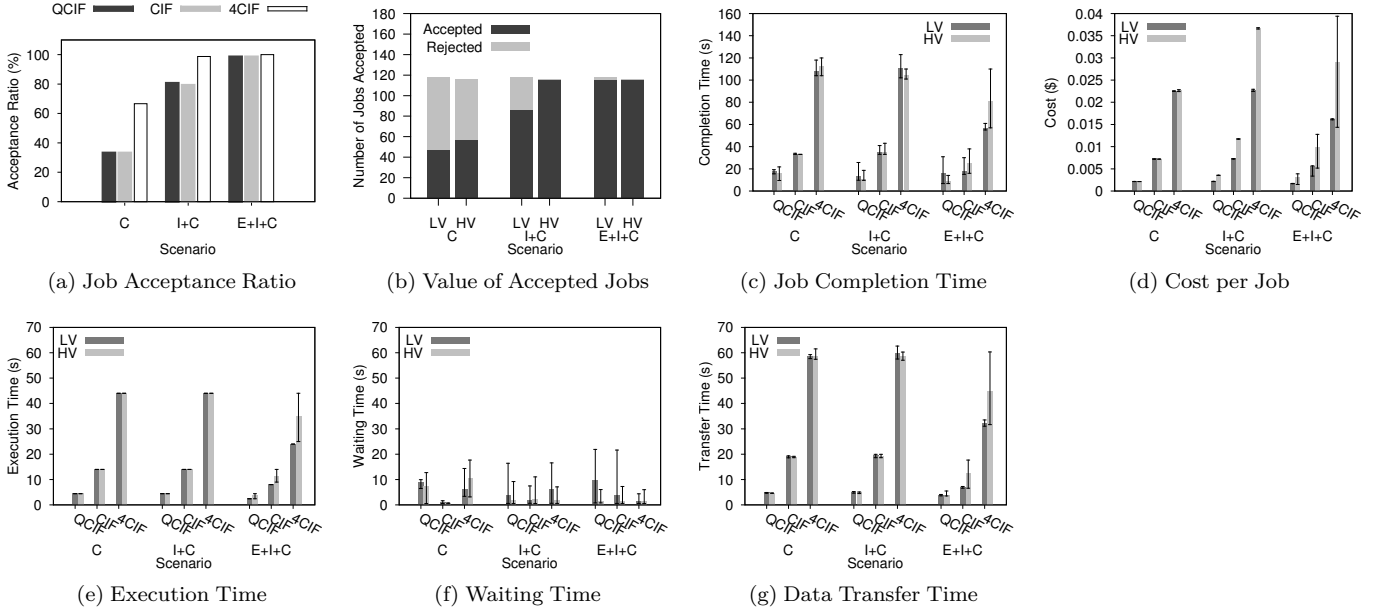 QCIF CIF 4CIF
Acceptance Ratio (%)
100
80
60
40
20
0
C I+C E+I+C
Scenario
(a) Job Acceptance Ratio
Number of Jobs Accepted
Accepted
Rejected
180
160
140
120
100
80
60
40
20
0
LV HV LV HV LV HV
C I+C E+I+C
Scenario
(b) Value of Accepted Jobs
Completion Time (s)
LV
HV
160
140
120
100
80
60
40
20
0
QCIF CIF 4CIF QCIF CIF 4CIF QCIF CIF 4CIF
C I+C E+I+C
Scenario
(c) Job Completion Time
Cost ($)
LV
HV
0.04
0.035
0.03
0.025
0.02
0.015
0.01
0.005
0
QCIF CIF 4CIF QCIF CIF 4CIF QCIF CIF 4CIF
C I+C E+I+C
Scenario
(d) Cost per Job
Execution Time (s)
LV
HV
70
60
50
40
30
20
10
0
QCIF CIF 4CIF QCIF CIF 4CIF QCIF CIF 4CIF
C I+C E+I+C
Scenario
(e) Execution Time
Waiting Time (s)
LV
HV
70
60
50
40
30
20
10
0
QCIF CIF 4CIF QCIF CIF 4CIF QCIF CIF 4CIF
C I+C E+I+C
Scenario
(f) Waiting Time
Transfer Time (s)
LV
HV
70
60
50
40
30
20
10
0
QCIF CIF 4CIF QCIF CIF 4CIF QCIF CIF 4CIF
C I+C E+I+C
Scenario
(g) Data Transfer Time